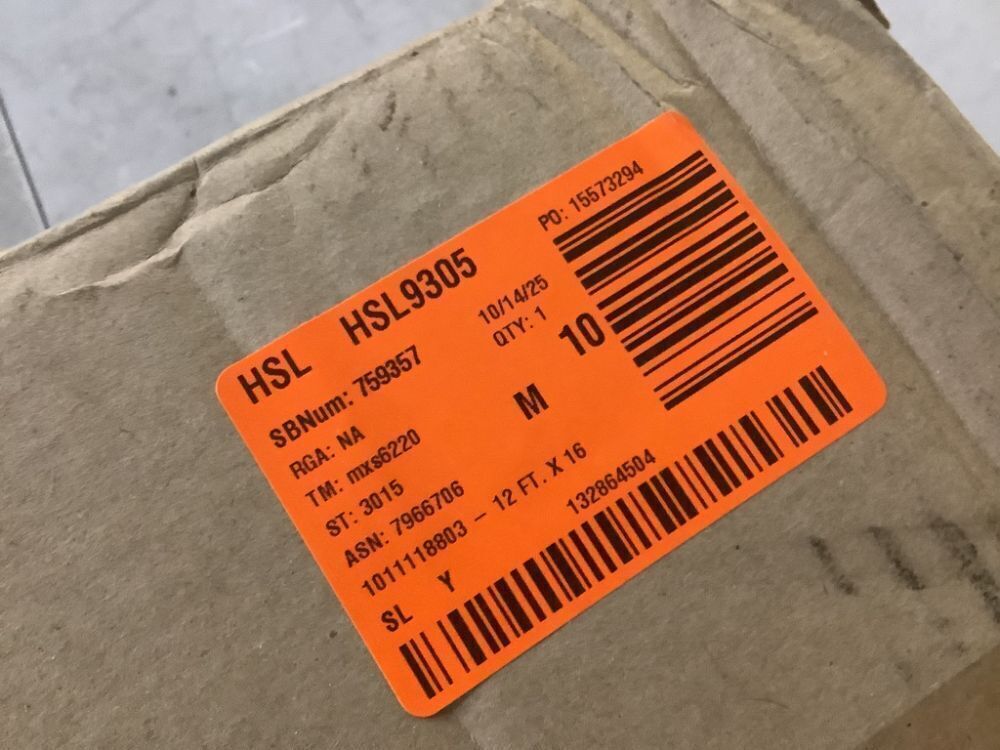 HSL HSL9305
PO: 15573294
SBNum: 759357
10/14/25
RGA: NA
QTY: 1
10
TM: mxs6220
M
ST: 3015
ASN: 7966706
1011118803 – 12 FT. X 16
SL Y
132864504